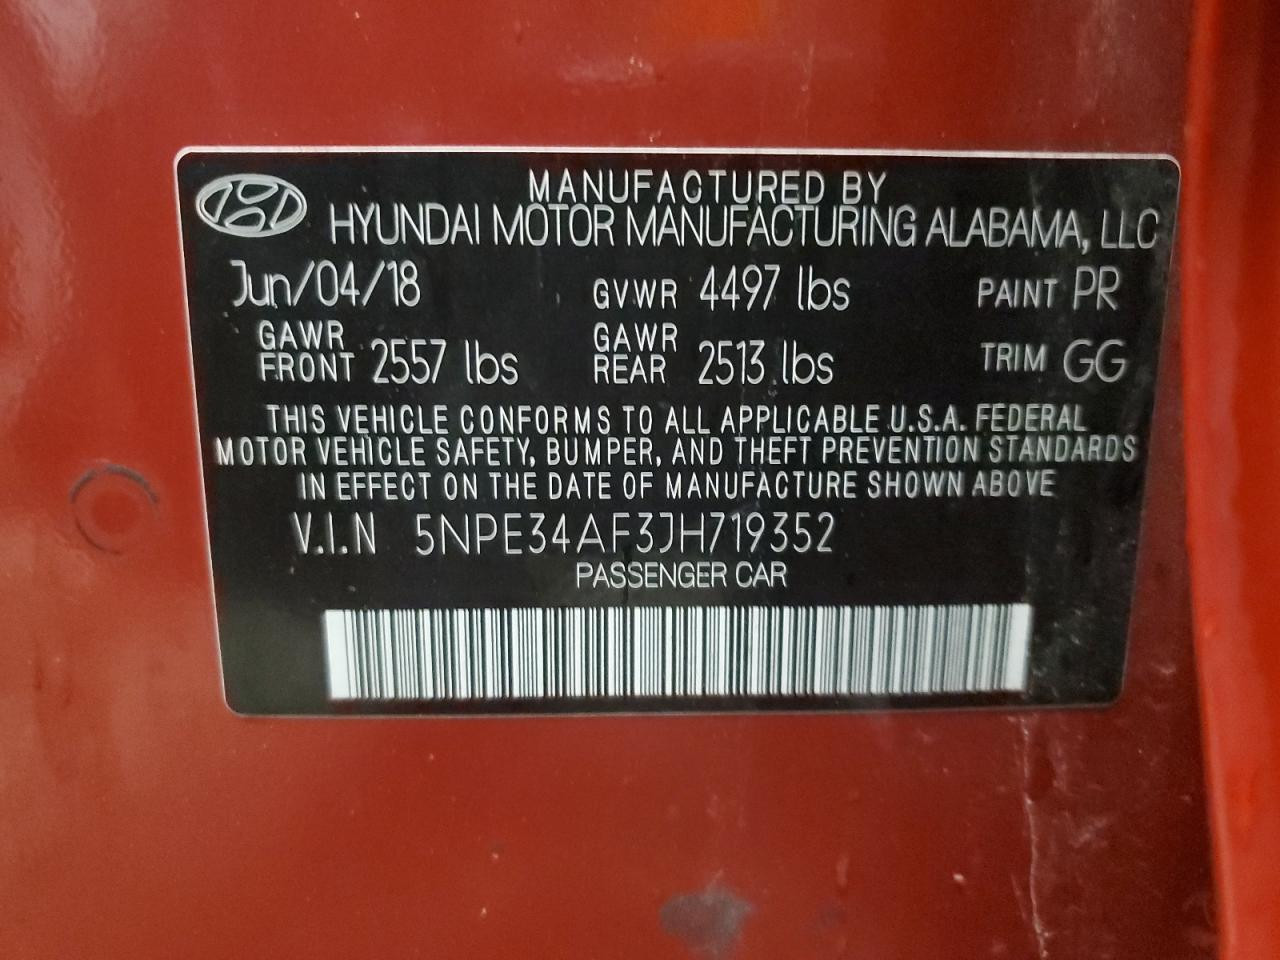 MANUFACTURED BY
HYUNDAI MOTOR MANUFACTURING ALABAMA, LLC
Jun/04/18 GVWR 4497 lbs PAINT PR
GAWR FRONT 2557 lbs GAWR REAR 2513 lbs TRIM GG
THIS VEHICLE CONFORMS TO ALL APPLICABLE U.S.A. FEDERAL
MOTOR VEHICLE SAFETY, BUMPER, AND THEFT PREVENTION STANDARDS
IN EFFECT ON THE DATE OF MANUFACTURE SHOWN ABOVE
V.I.N 5NPE34AF3JH719352
PASSENGER CAR